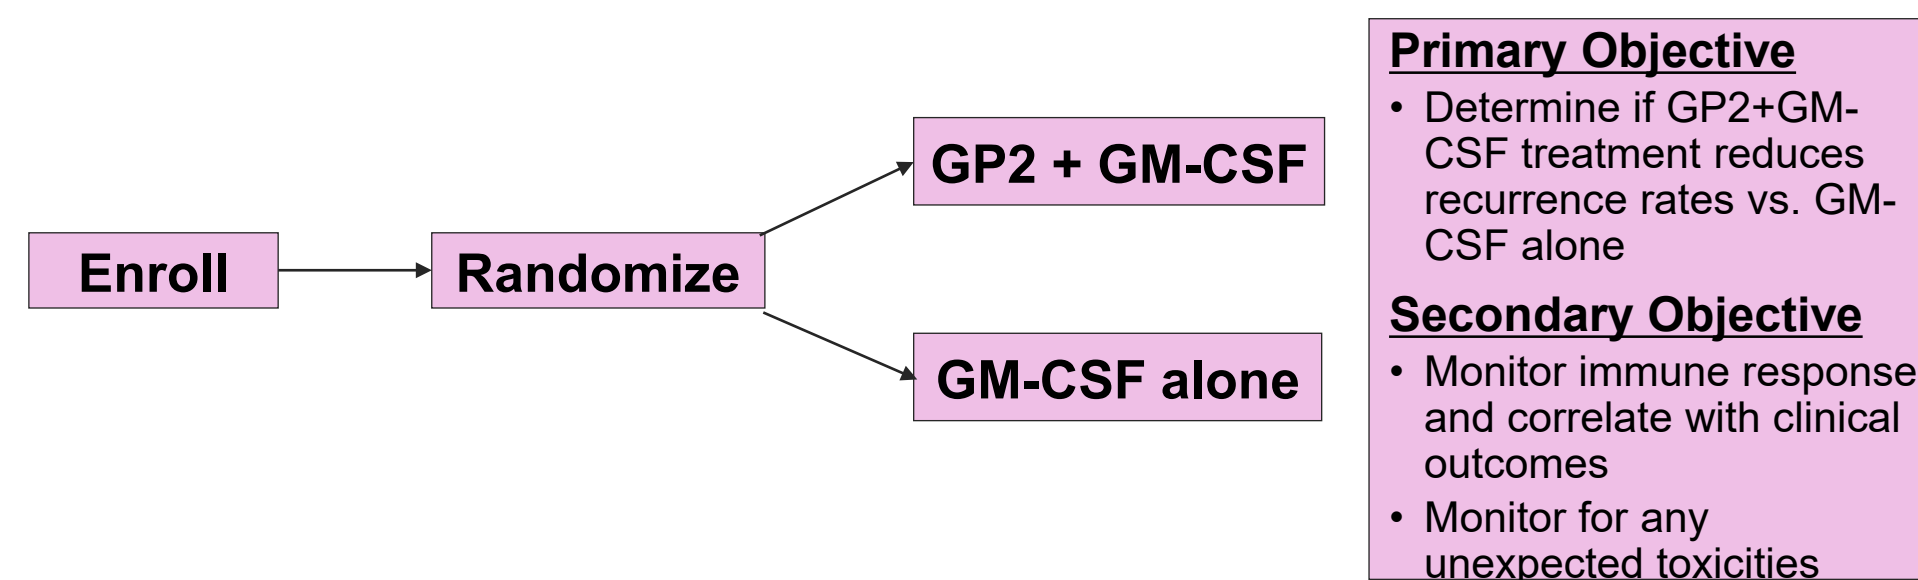 Enroll
Randomize
GP2 + GM-CSF
GM-CSF alone
Primary Objective
• Determine if GP2+GM-
CSF treatment reduces
recurrence rates vs. GM-
CSF alone
Secondary Objective
• Monitor immune response
and correlate with clinical
outcomes
• Monitor for any
unexpected toxicities